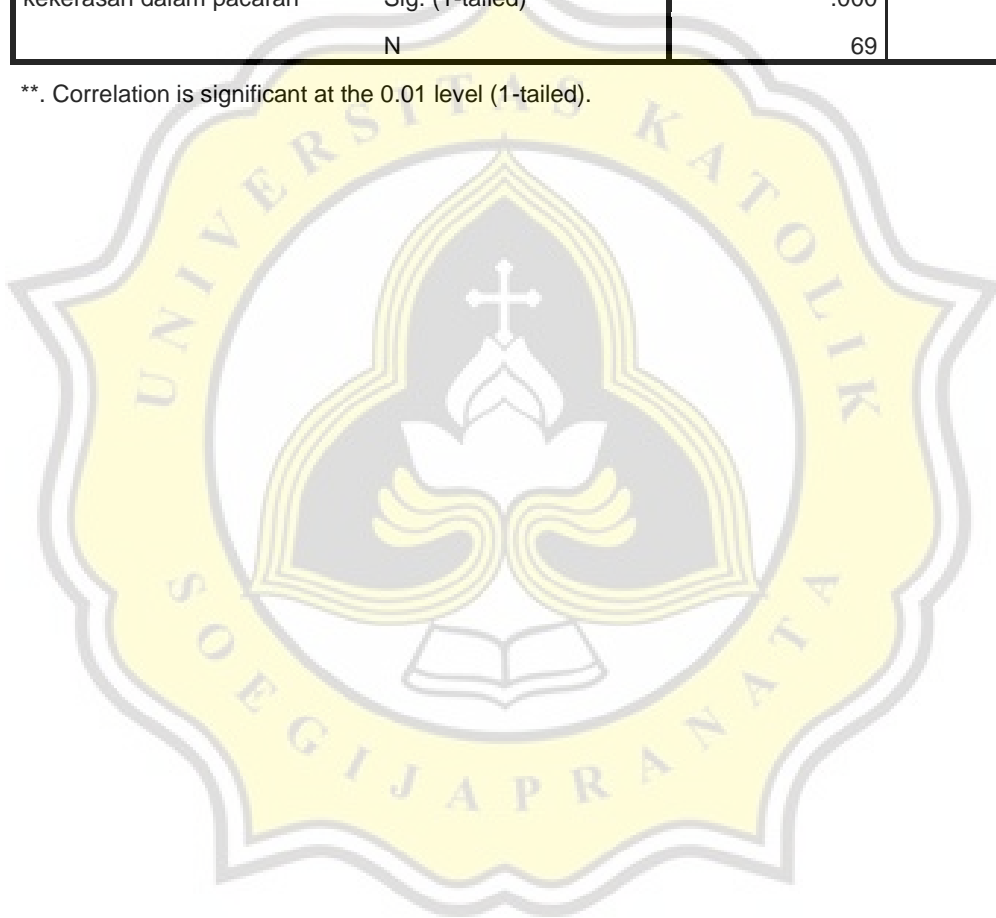 kekerasan dalam pacaran Sig. (1-tailed) .000
N 69
**. Correlation is significant at the 0.01 level (1-tailed).
UNIVERSITAS KATOLIK
SOEGIJAPRANATA